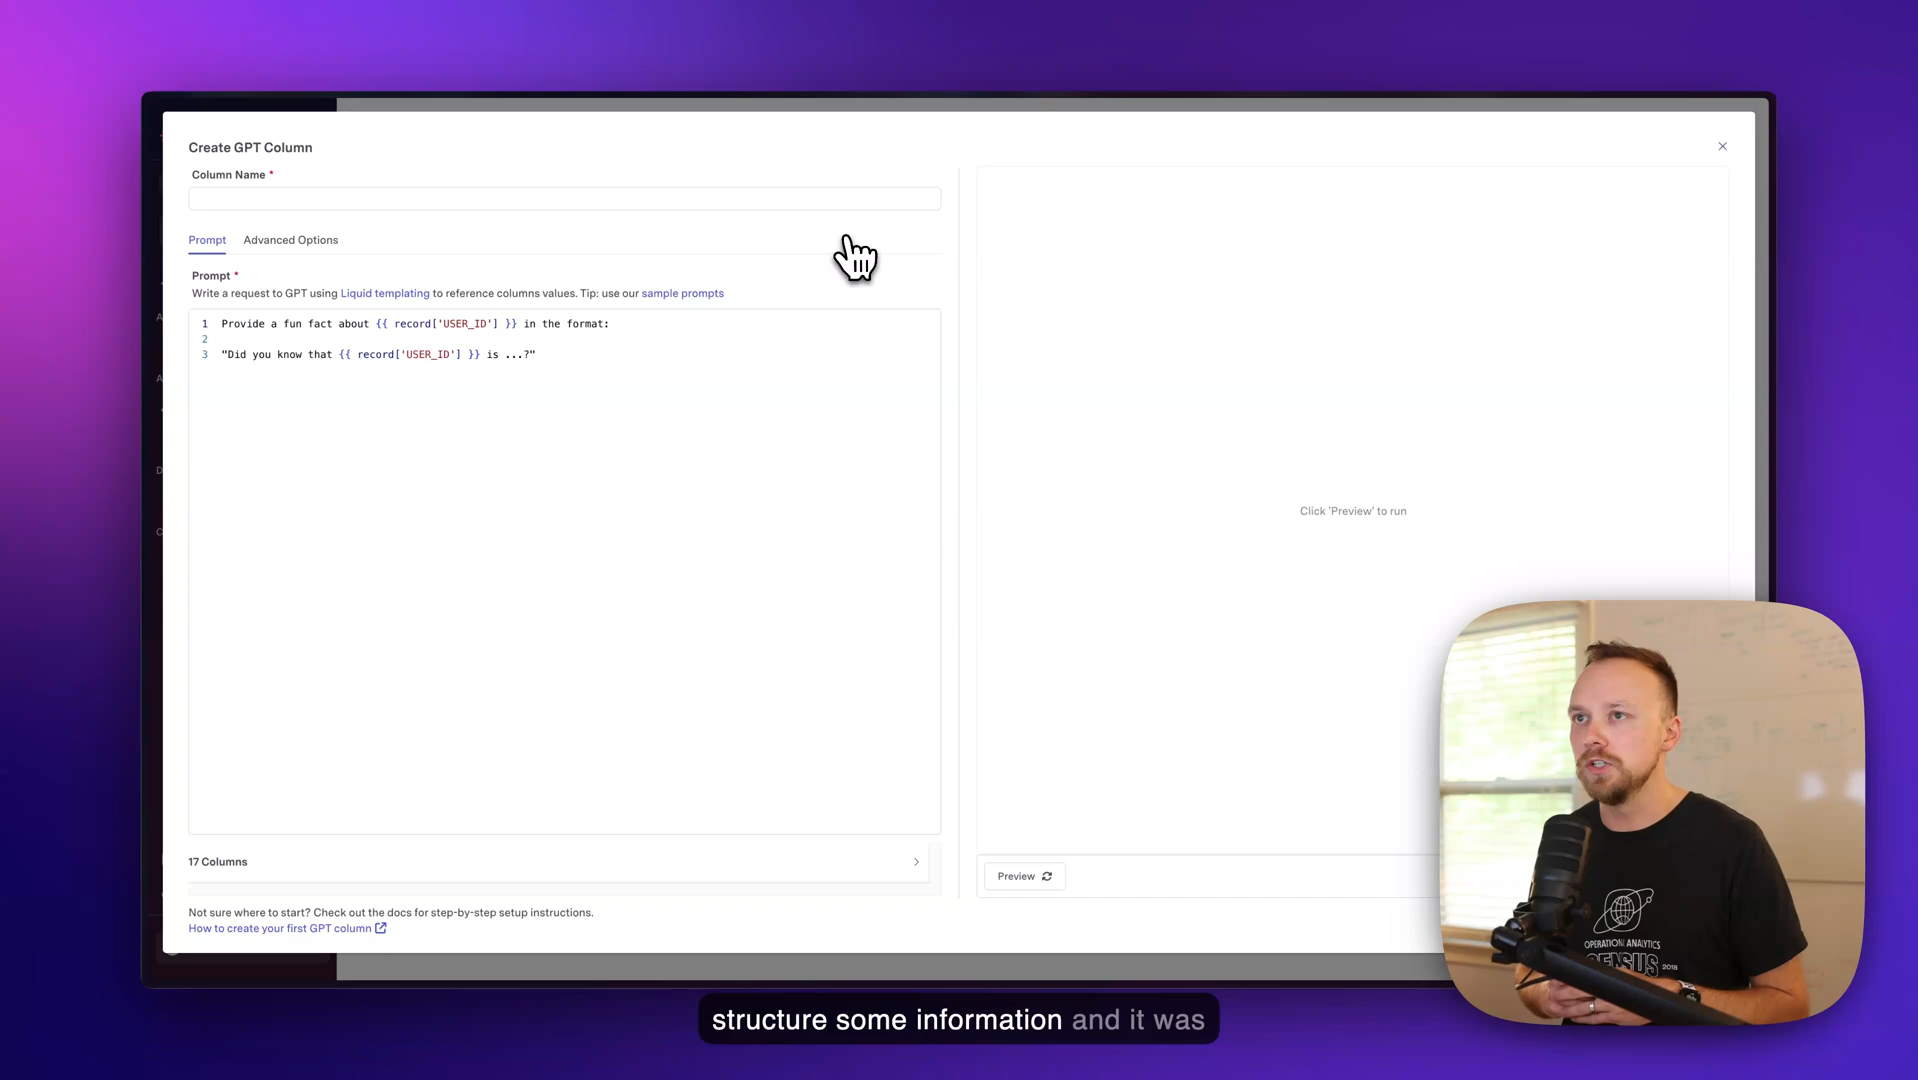 Create GPT Column
Column Name *
Prompt Advanced Options
Prompt *
Write a request to GPT using Liquid templating to reference columns values. Tip: use our sample prompts
1 Provide a fun fact about {{ record['USER_ID'] }} in the format:
2
3 "Did you know that {{ record['USER_ID'] }} is ...?"
Click 'Preview' to run
17 Columns
Preview
Not sure where to start? Check out the docs for step-by-step setup instructions.
How to create your first GPT column
OPERATIONAL ANALYTICS
CENSUS 2018
structure some information and it was